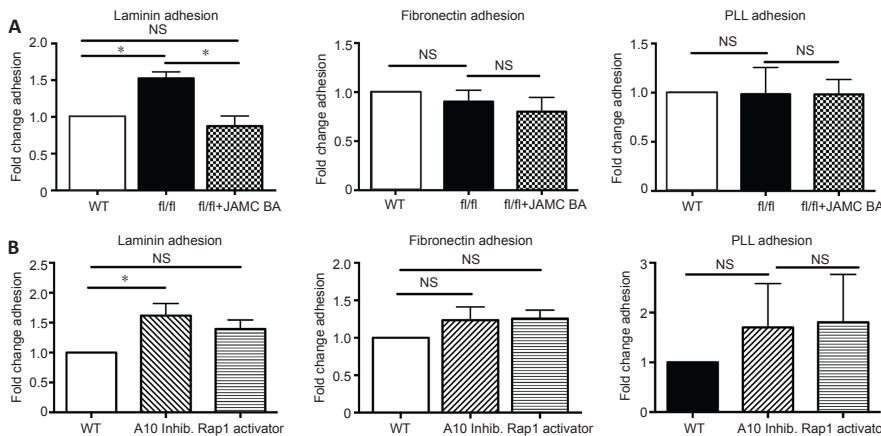 A
Laminin adhesion
NS
*
*
Fold change adhesion
2.0
1.5
1.0
0.5
0
WT
fl/fl
fl/fl+JAMC BA
Fibronectin adhesion
NS
NS
Fold change adhesion
1.5
1.0
0.5
0
WT
fl/fl
fl/fl+JAMC BA
PLL adhesion
NS
NS
Fold change adhesion
1.5
1.0
0.5
0
WT
fl/fl
fl/fl+JAMC BA
B
Laminin adhesion
NS
*
Fold change adhesion
2.5
2.0
1.5
1.0
0.5
0
WT
A10 Inhib.
Rap1 activator
Fibronectin adhesion
NS
NS
Fold change adhesion
2.0
1.5
1.0
0.5
0
WT
A10 Inhib.
Rap1 activator
PLL adhesion
NS
NS
Fold change adhesion
3
2
1
0
WT
A10 Inhib.
Rap1 activator